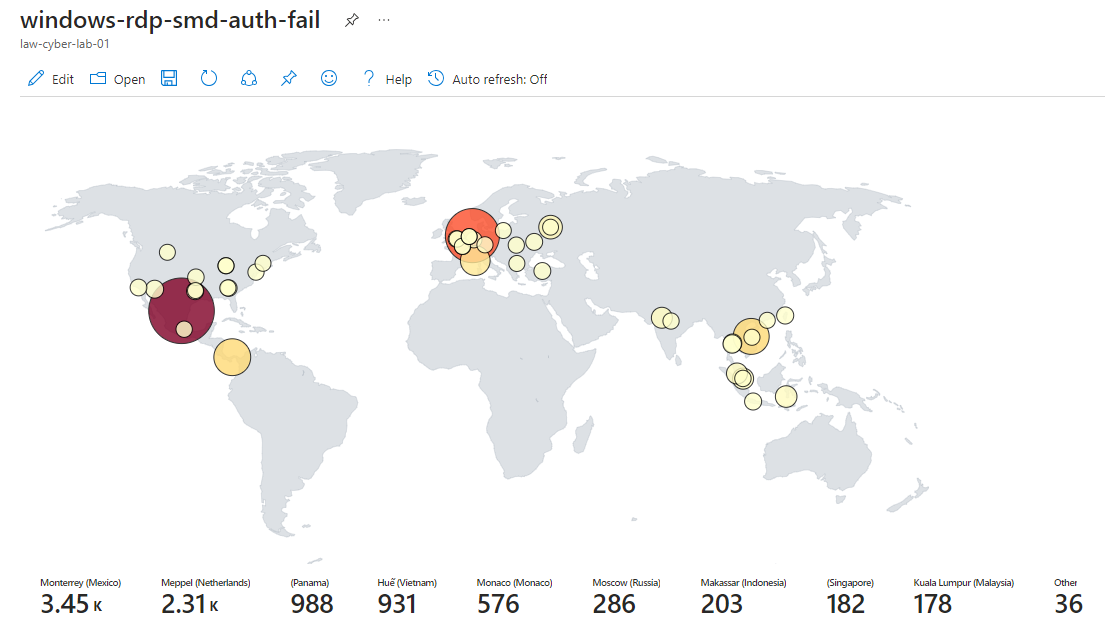 windows-rdp-smd-auth-fail
law-cyber-lab-01
Edit Open Help Auto refresh: Off
Monterrey (Mexico) Meppel (Netherlands) (Panama) Huế (Vietnam) Monaco (Monaco) Moscow (Russia) Makassar (Indonesia) (Singapore) Kuala Lumpur (Malaysia) Other
3.45 K 2.31 K 988 931 576 286 203 182 178 36